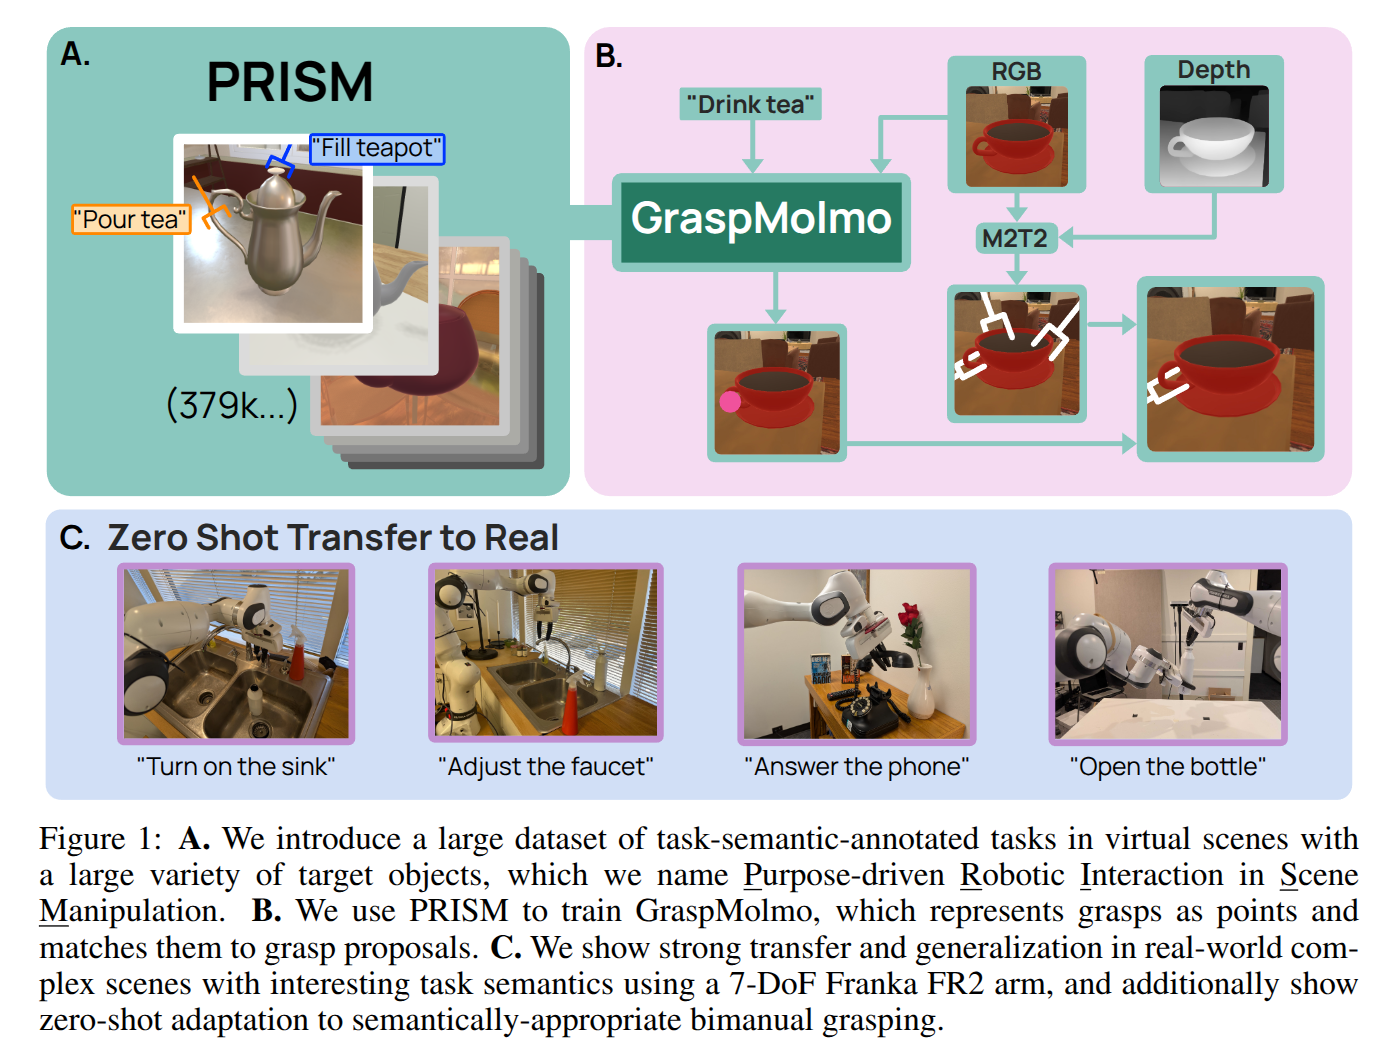 A.
PRISM
"Fill teapot"
"Pour tea"
(379k...)
B.
"Drink tea"
RGB
Depth
GraspMolmo
M2T2
C. Zero Shot Transfer to Real
"Turn on the sink"
"Adjust the faucet"
"Answer the phone"
"Open the bottle"
Figure 1: A. We introduce a large dataset of task-semantic-annotated tasks in virtual scenes with
a large variety of target objects, which we name Purpose-driven Robotic Interaction in Scene
Manipulation. B. We use PRISM to train GraspMolmo, which represents grasps as points and
matches them to grasp proposals. C. We show strong transfer and generalization in real-world com-
plex scenes with interesting task semantics using a 7-DoF Franka FR2 arm, and additionally show
zero-shot adaptation to semantically-appropriate bimanual grasping.